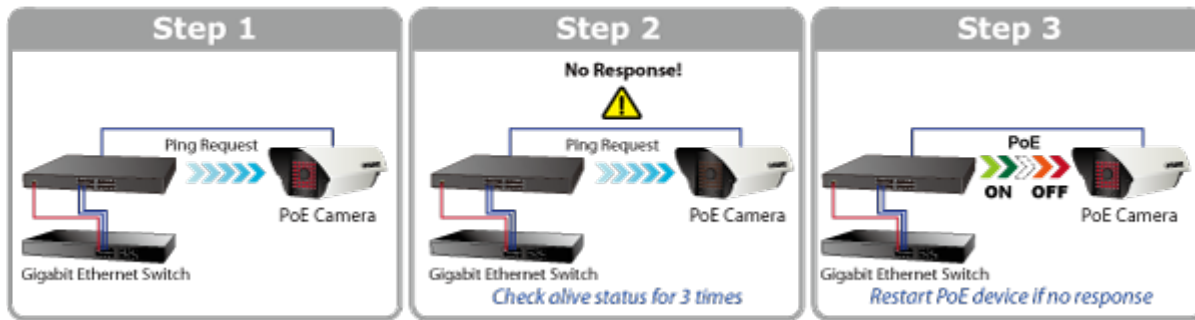 Step 1
Ping Request
PoE Camera
Gigabit Ethernet Switch
Step 2
No Response!
Ping Request
PoE Camera
Gigabit Ethernet Switch
Check alive status for 3 times
Step 3
PoE
ON OFF
PoE Camera
Gigabit Ethernet Switch
Restart PoE device if no response